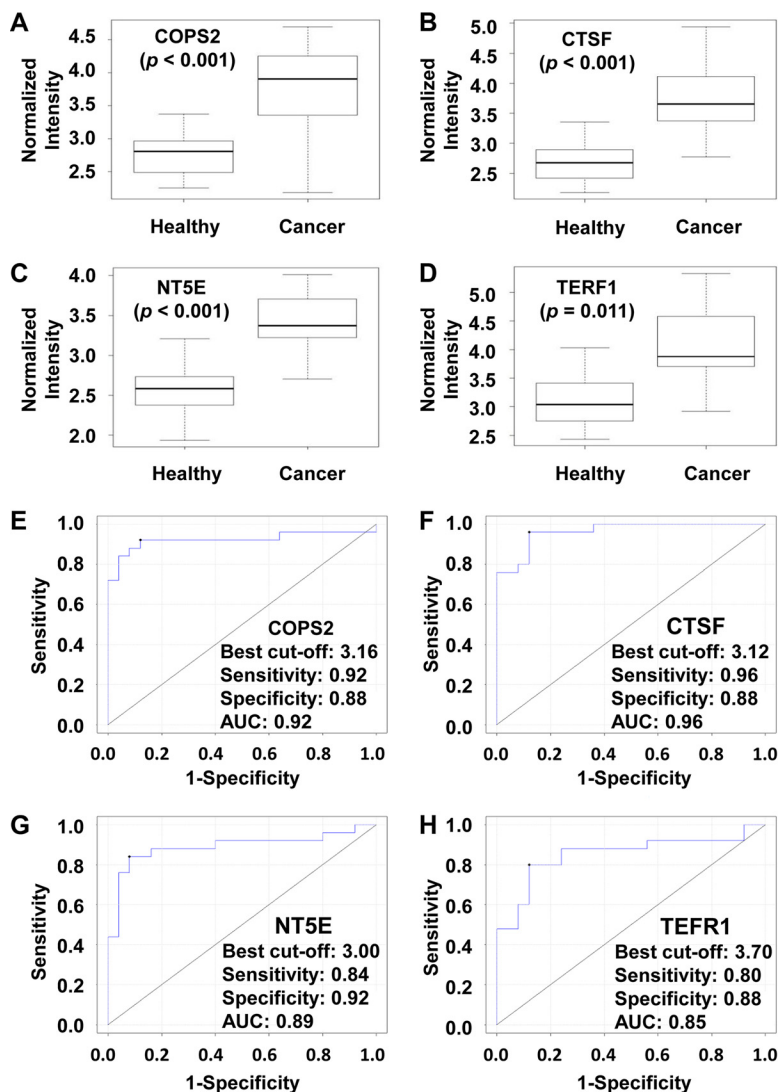 A
COPS2
(p < 0.001)
Normalized
Intensity
4.5
4.0
3.5
3.0
2.5
Healthy
Cancer
B
CTSF
(p < 0.001)
Normalized
Intensity
5.0
4.5
4.0
3.5
3.0
2.5
Healthy
Cancer
C
NT5E
(p < 0.001)
Normalized
Intensity
4.0
3.5
3.0
2.5
2.0
Healthy
Cancer
D
TERF1
(p = 0.011)
Normalized
Intensity
5.0
4.5
4.0
3.5
3.0
2.5
Healthy
Cancer
E
Sensitivity
1.0
0.8
0.6
0.4
0.2
0.0
COPS2
Best cut-off: 3.16
Sensitivity: 0.92
Specificity: 0.88
AUC: 0.92
0.0 0.2 0.4 0.6 0.8 1.0
1-Specificity
F
Sensitivity
1.0
0.8
0.6
0.4
0.2
0.0
CTSF
Best cut-off: 3.12
Sensitivity: 0.96
Specificity: 0.88
AUC: 0.96
0.0 0.2 0.4 0.6 0.8 1.0
1-Specificity
G
Sensitivity
1.0
0.8
0.6
0.4
0.2
0.0
NT5E
Best cut-off: 3.00
Sensitivity: 0.84
Specificity: 0.92
AUC: 0.89
0.0 0.2 0.4 0.6 0.8 1.0
1-Specificity
H
Sensitivity
1.0
0.8
0.6
0.4
0.2
0.0
TEFR1
Best cut-off: 3.70
Sensitivity: 0.80
Specificity: 0.88
AUC: 0.85
0.0 0.2 0.4 0.6 0.8 1.0
1-Specificity